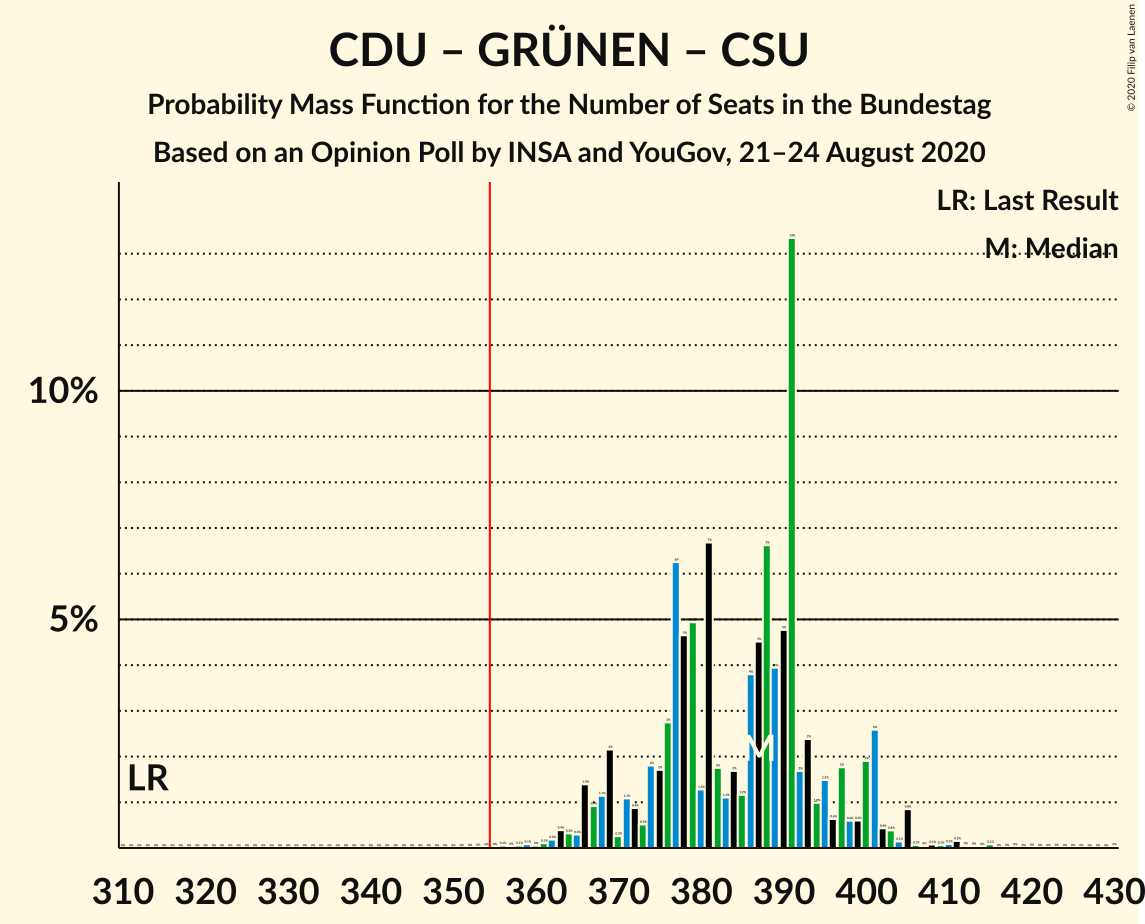 CDU – GRÜNEN – CSU
Probability Mass Function for the Number of Seats in the Bundestag
Based on an Opinion Poll by INSA and YouGov, 21–24 August 2020
© 2020 Filip van Laenen
LR: Last Result
M: Median
10%
5%
LR
M
310 320 330 340 350 360 370 380 390 400 410 420 430